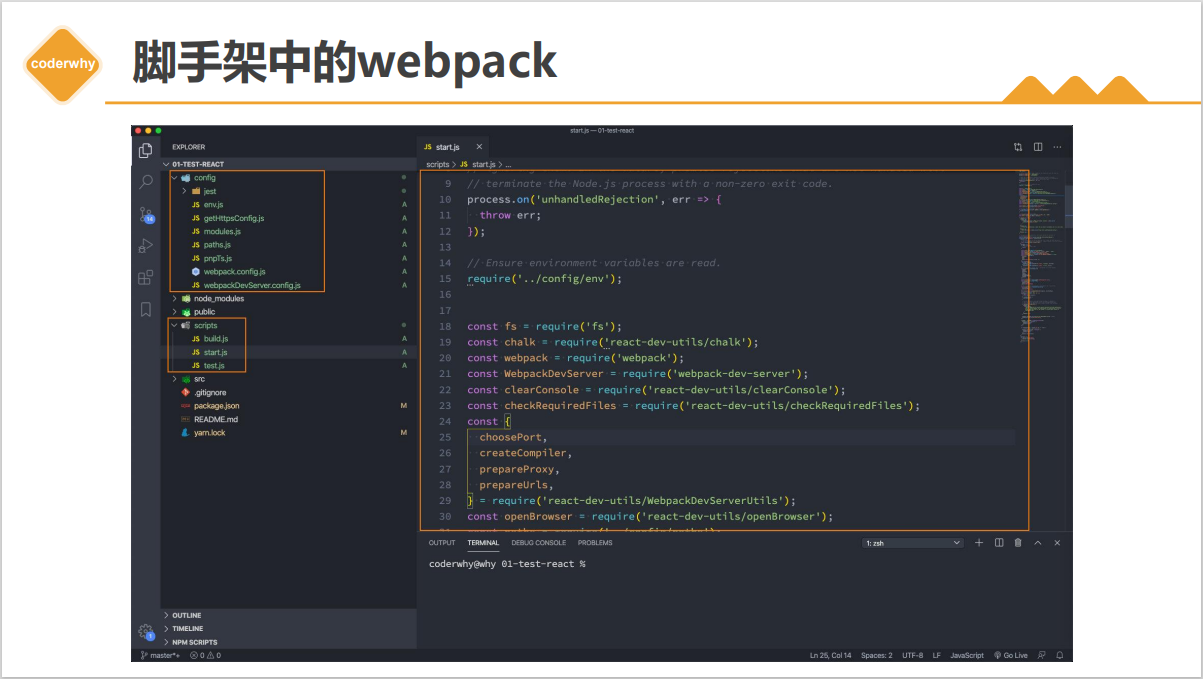 coderwhy
脚手架中的webpack
start.js — 01-test-react
EXPLORER
01-TEST-REACT
config
jest
env.js A
getHttpsConfig.js A
modules.js A
paths.js A
pnpTs.js A
webpack.config.js A
webpackDevServer.config.js A
node_modules
public
scripts
build.js A
start.js A
test.js A
src
.gitignore
package.json M
README.md
yarn.lock M
OUTLINE
TIMELINE
NPM SCRIPTS
14
1
JS start.js ×
scripts > JS start.js > ...
9 // terminate the Node.js process with a non-zero exit code.
10 process.on('unhandledRejection', err => {
11 throw err;
12 });
13
14 // Ensure environment variables are read.
15 require('../config/env');
16
17
18 const fs = require('fs');
19 const chalk = require('react-dev-utils/chalk');
20 const webpack = require('webpack');
21 const WebpackDevServer = require('webpack-dev-server');
22 const clearConsole = require('react-dev-utils/clearConsole');
23 const checkRequiredFiles = require('react-dev-utils/checkRequiredFiles');
24 const {
25 choosePort,
26 createCompiler,
27 prepareProxy,
28 prepareUrls,
29 } = require('react-dev-utils/WebpackDevServerUtils');
30 const openBrowser = require('react-dev-utils/openBrowser');
OUTPUT TERMINAL DEBUG CONSOLE PROBLEMS 1: zsh
coderwhy@why 01-test-react %
master*+ 0 0 Ln 25, Col 14 Spaces: 2 UTF-8 LF JavaScript Go Live